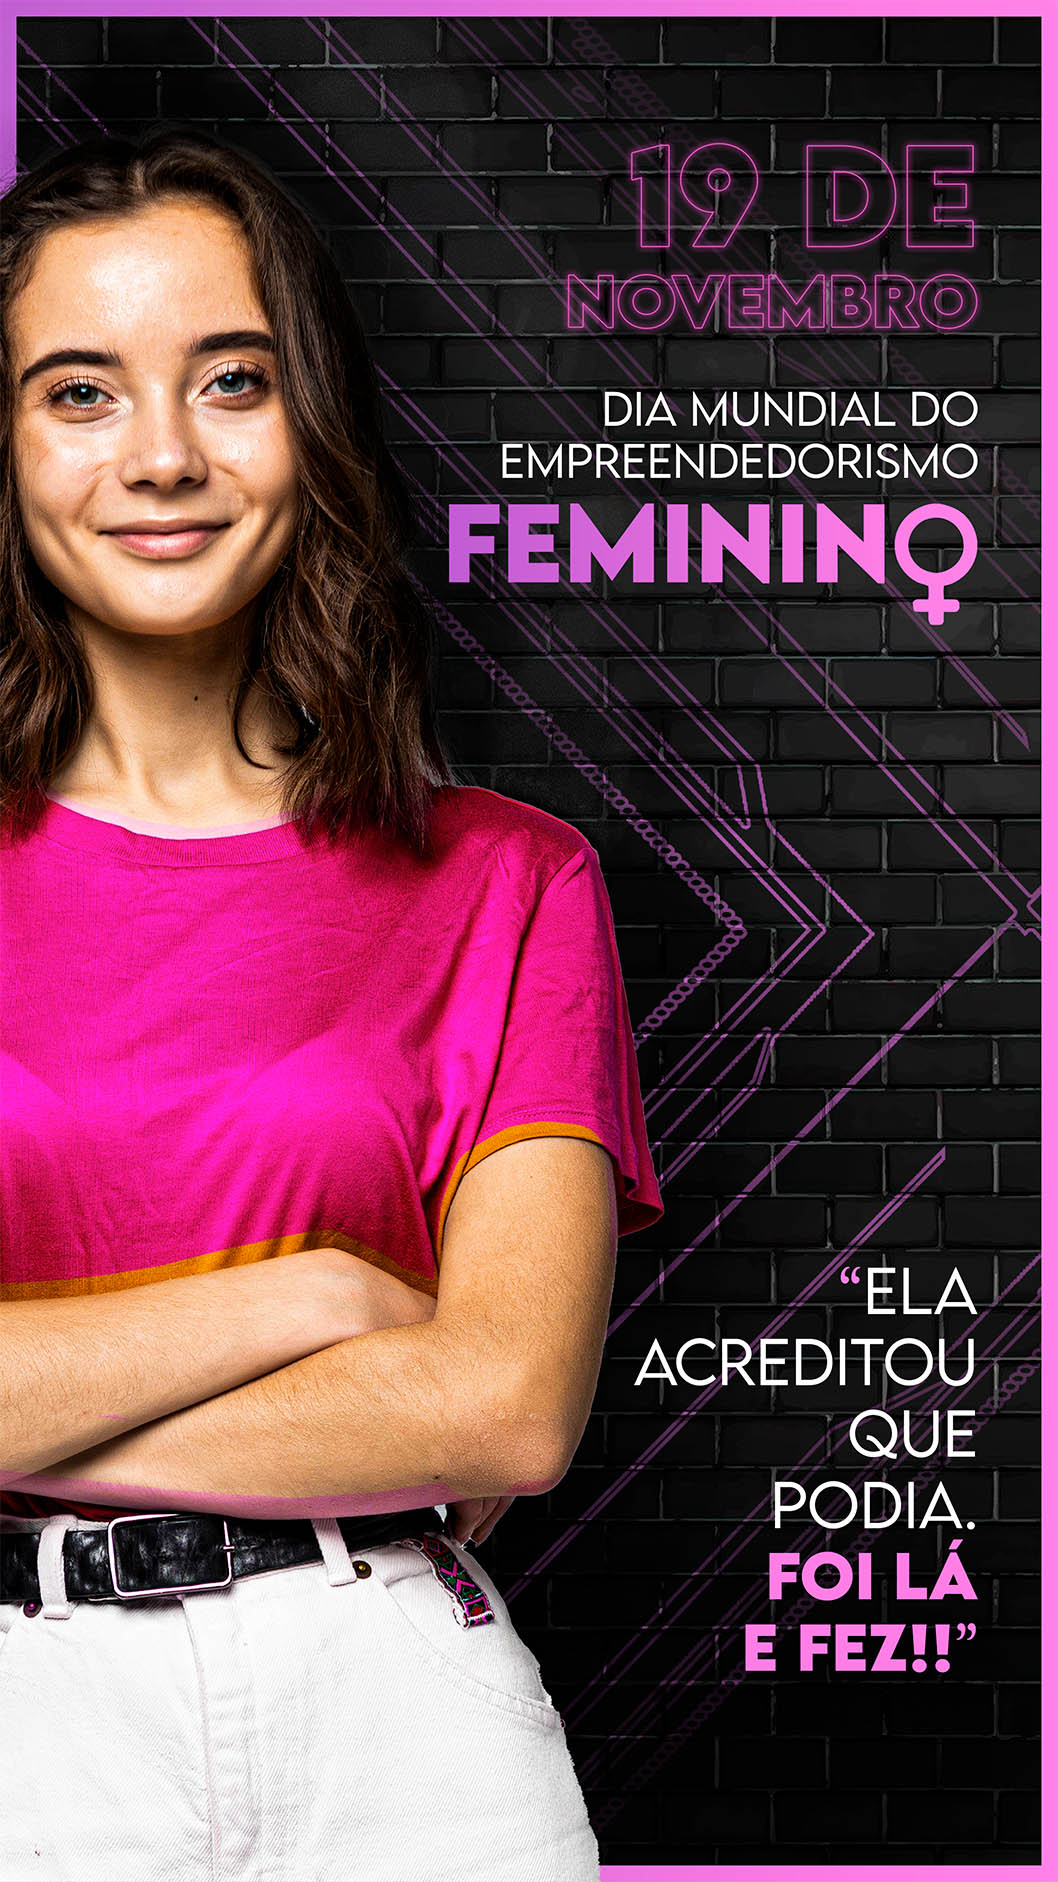 19 DE
NOVEMBRO
DIA MUNDIAL DO
EMPREENDEDORISMO
FEMININO
“ELA
ACREDITOU
QUE
PODIA.
FOI LÁ
E FEZ!!”